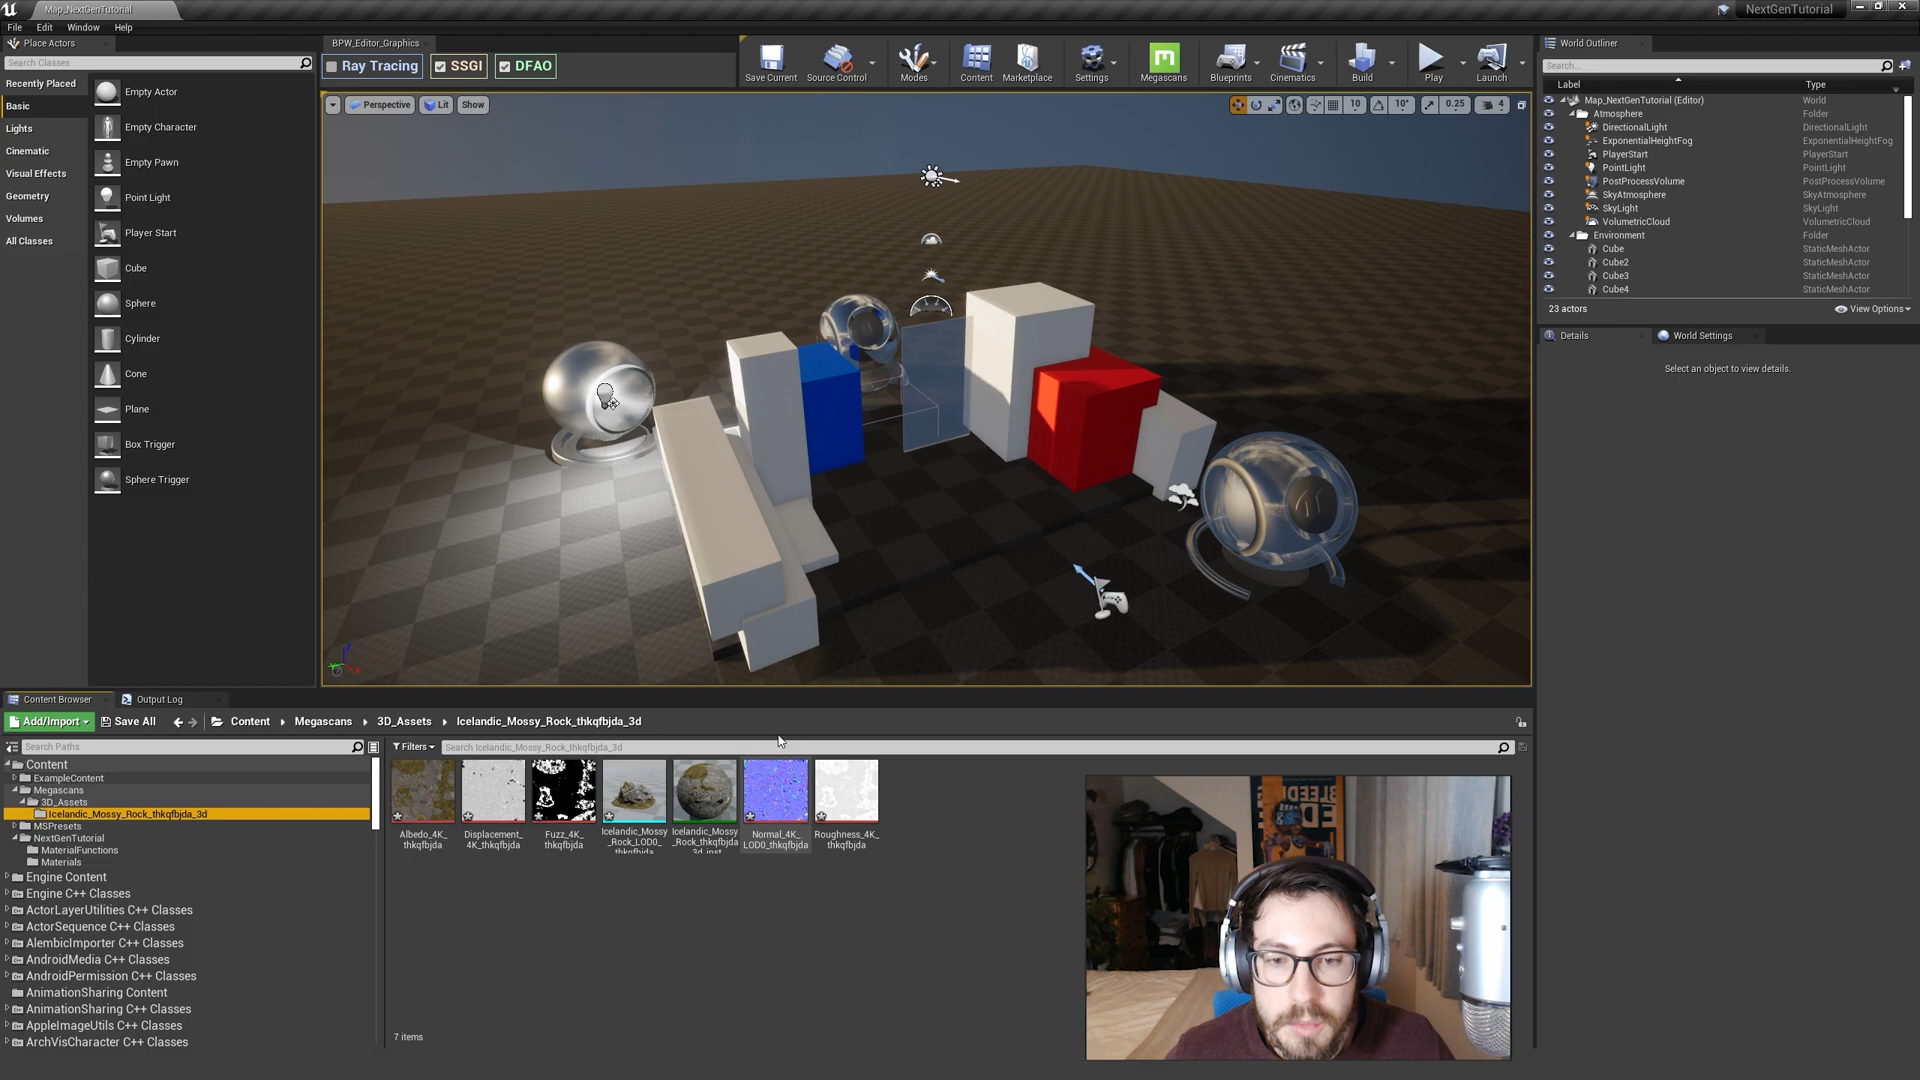 Map_NextGenTutorial
NextGenTutorial
File Edit Window Help
Place Actors
Search Classes
Recently Placed
Basic
Lights
Cinematic
Visual Effects
Geometry
Volumes
All Classes
Empty Actor
Empty Character
Empty Pawn
Point Light
Player Start
Cube
Sphere
Cylinder
Cone
Plane
Box Trigger
Sphere Trigger
BPW_Editor_Graphics
Ray Tracing SSGI DFAO
Save Current Source Control Modes Content Marketplace Settings Megascans Blueprints Cinematics Build Play Launch
Perspective Lit Show
10 10° 0.25 4
World Outliner
Search...
Label Type
Map_NextGenTutorial (Editor) World
Atmosphere Folder
DirectionalLight DirectionalLight
ExponentialHeightFog ExponentialHeightFog
PlayerStart PlayerStart
PointLight PointLight
PostProcessVolume PostProcessVolume
SkyAtmosphere SkyAtmosphere
SkyLight SkyLight
VolumetricCloud VolumetricCloud
Environment Folder
Cube StaticMeshActor
Cube2 StaticMeshActor
Cube3 StaticMeshActor
Cube4 StaticMeshActor
23 actors View Options
Details World Settings
Select an object to view details.
Content Browser Output Log
Add/Import Save All Content Megascans 3D_Assets Icelandic_Mossy_Rock_thkqfbjda_3d
Search Paths
Filters Search Icelandic_Mossy_Rock_thkqfbjda_3d
Content
ExampleContent
Megascans
3D_Assets
Icelandic_Mossy_Rock_thkqfbjda_3d
MSPresets
NextGenTutorial
MaterialFunctions
Materials
Engine Content
Engine C++ Classes
ActorLayerUtilities C++ Classes
ActorSequence C++ Classes
AlembicImporter C++ Classes
AndroidMedia C++ Classes
AndroidPermission C++ Classes
AnimationSharing Content
AnimationSharing C++ Classes
AppleImageUtils C++ Classes
ArchVisCharacter C++ Classes
Albedo_4K_
thkqfbjda
Displacement_
4K_thkqfbjda
Fuzz_4K_
thkqfbjda
Icelandic_Mossy
_Rock_LOD0_
thkqfbjda
Icelandic_Mossy
_Rock_thkqfbjda
_3d_inst
Normal_4K_
LOD0_thkqfbjda
Roughness_4K_
thkqfbjda
7 items
BLEED